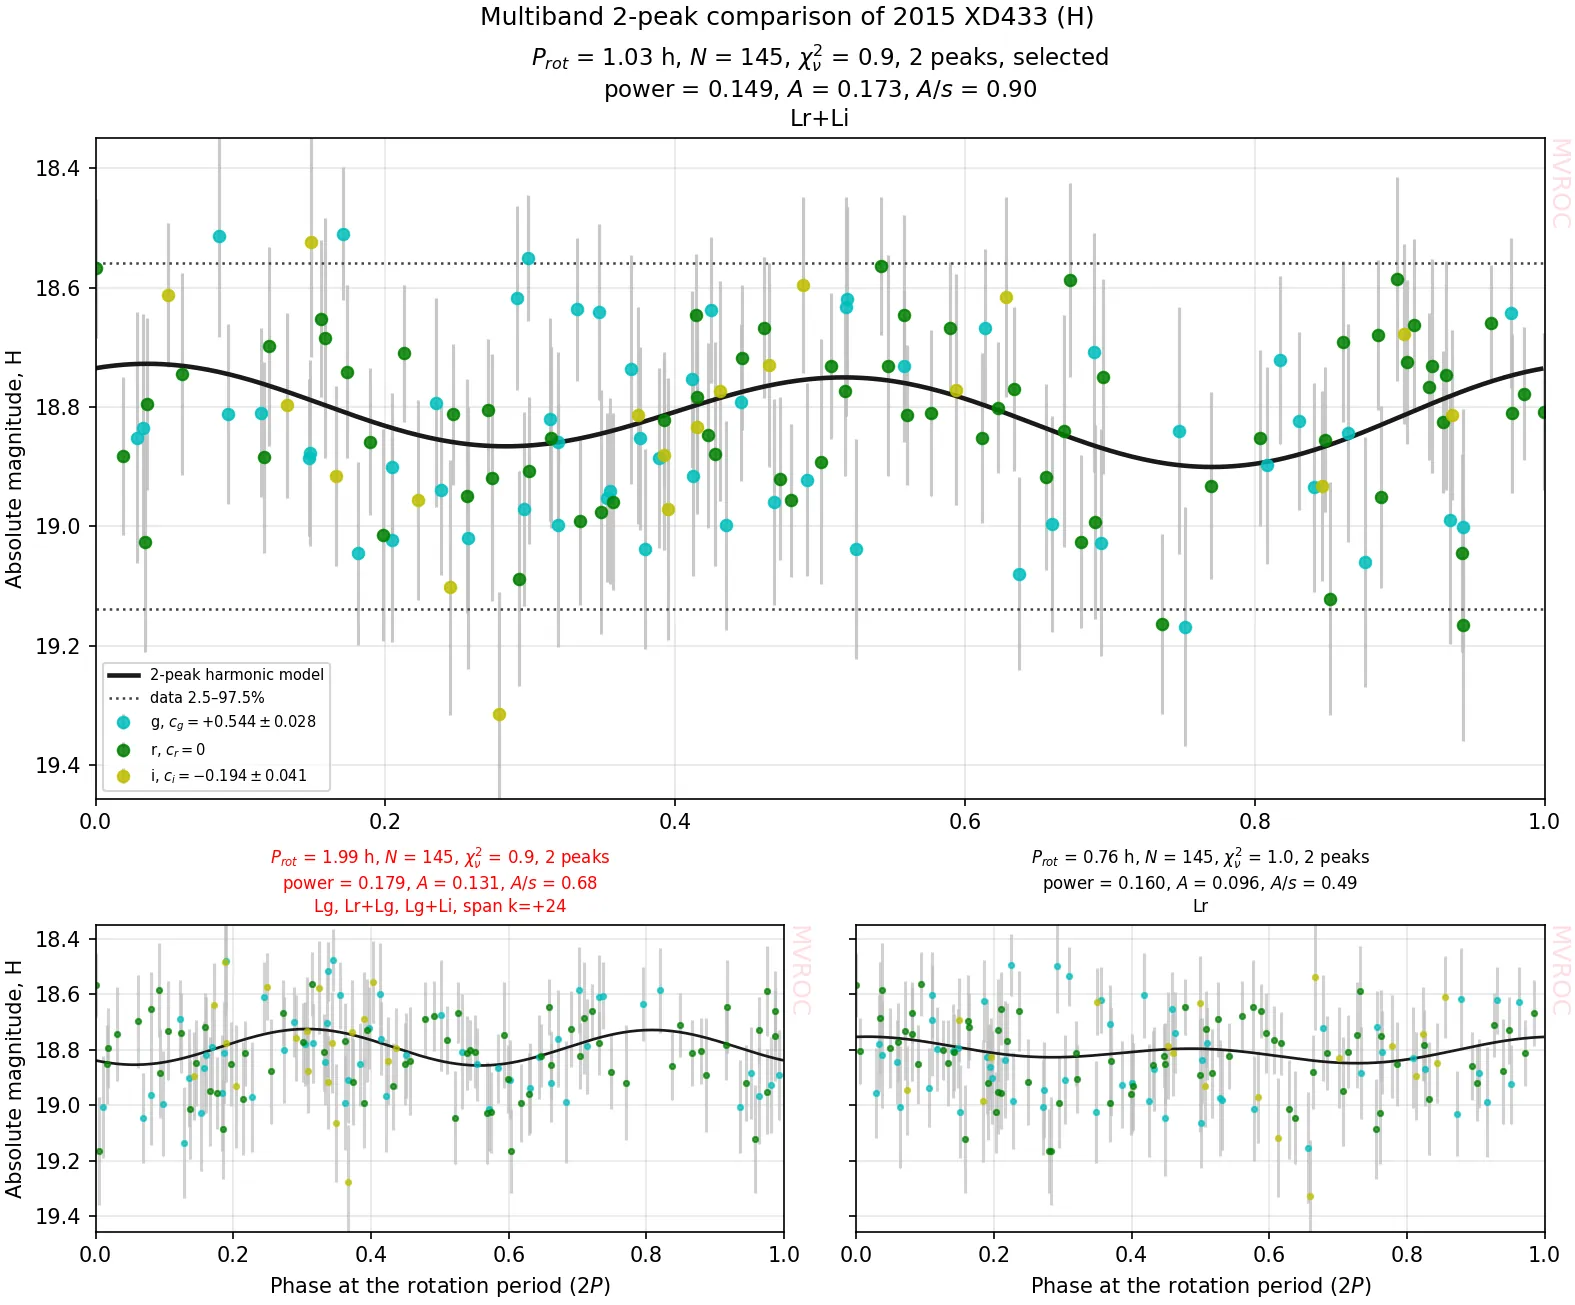 Multiband 2-peak comparison of 2015 XD433 (H)
P_rot = 1.03 h, N = 145, χ²_ν = 0.9, 2 peaks, selected
power = 0.149, A = 0.173, A/s = 0.90
Lr+Li
MVROC
Absolute magnitude, H
18.4
18.6
18.8
19.0
19.2
19.4
2-peak harmonic model
data 2.5–97.5%
g, c_g = +0.544 ± 0.028
r, c_r = 0
i, c_i = −0.194 ± 0.041
0.0 0.2 0.4 0.6 0.8 1.0
P_rot = 1.99 h, N = 145, χ²_ν = 0.9, 2 peaks
power = 0.179, A = 0.131, A/s = 0.68
Lg, Lr+Lg, Lg+Li, span k=+24
MVROC
Absolute magnitude, H
18.4
18.6
18.8
19.0
19.2
19.4
0.0 0.2 0.4 0.6 0.8 1.0
Phase at the rotation period (2P)
P_rot = 0.76 h, N = 145, χ²_ν = 1.0, 2 peaks
power = 0.160, A = 0.096, A/s = 0.49
Lr
MVROC
0.0 0.2 0.4 0.6 0.8 1.0
Phase at the rotation period (2P)